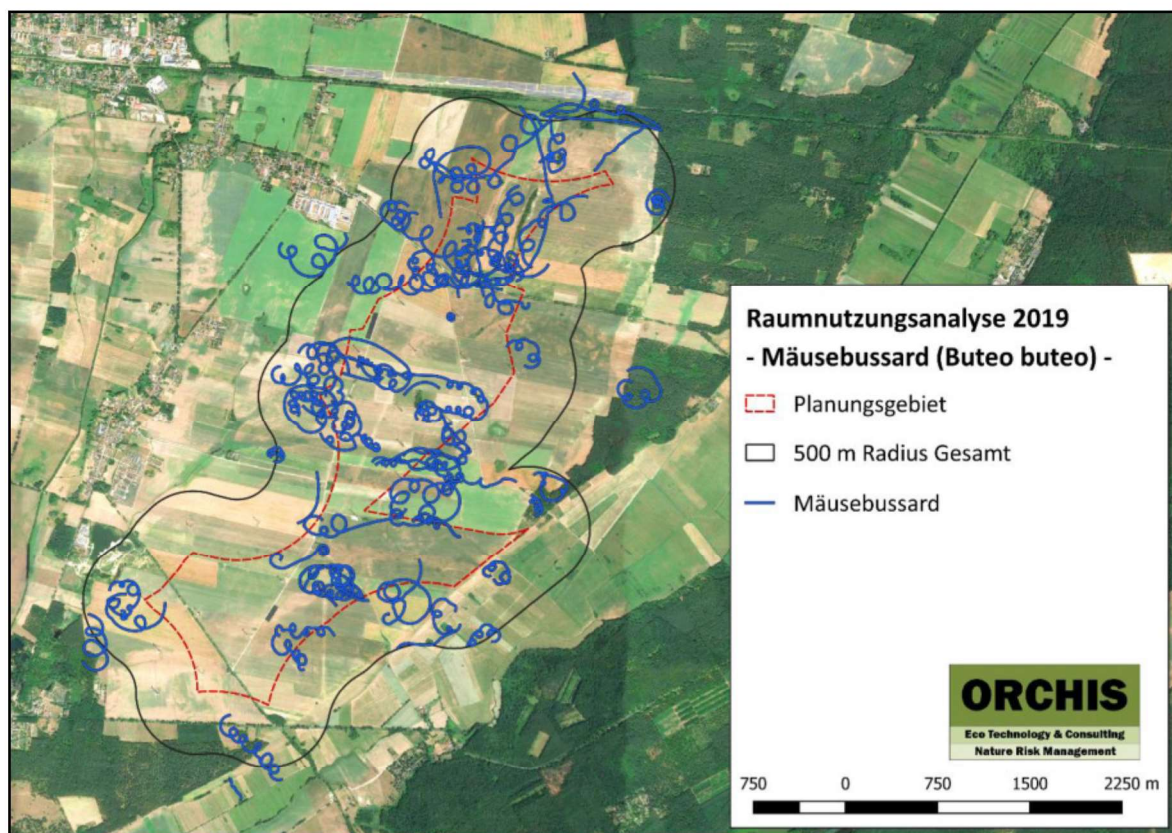 Raumnutzungsanalyse 2019
- Mäusebussard (Buteo buteo) -
Planungsgebiet
500 m Radius Gesamt
Mäusebussard
ORCHIS
Eco Technology & Consulting
Nature Risk Management
750 0 750 1500 2250 m